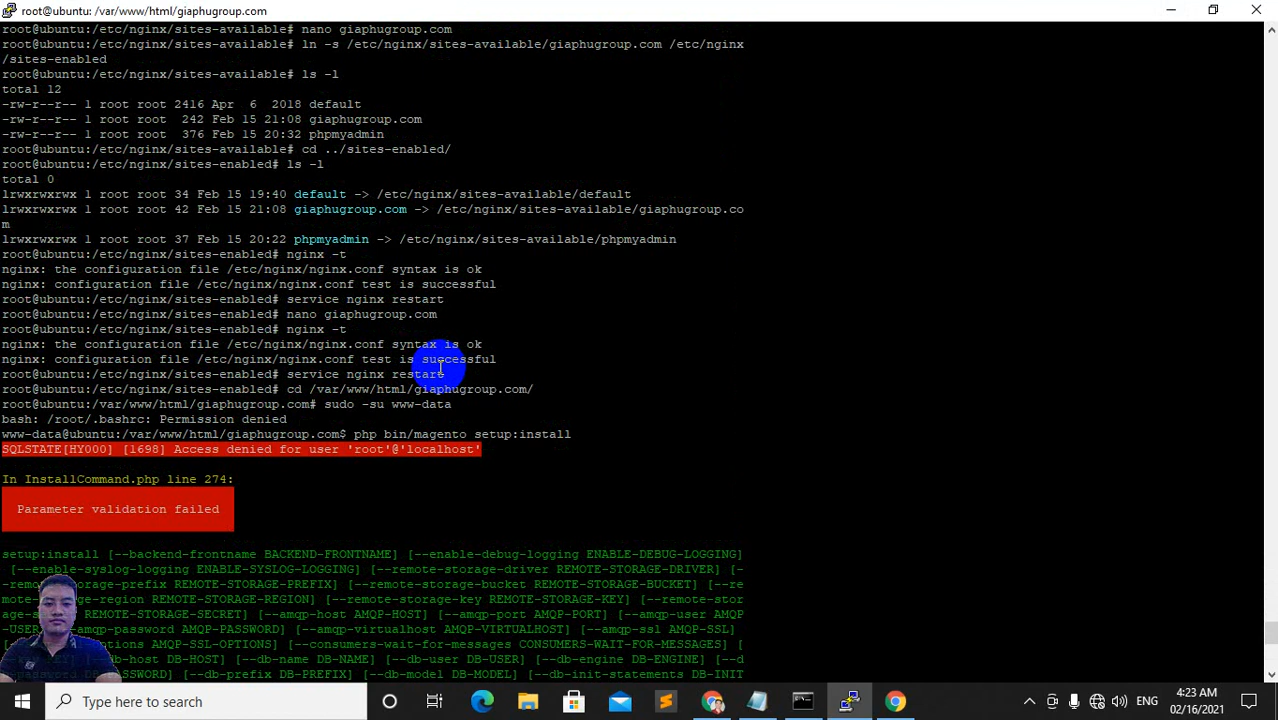 root@ubuntu: /var/www/html/giaphugroup.com
root@ubuntu:/etc/nginx/sites-available# nano giaphugroup.com
root@ubuntu:/etc/nginx/sites-available# ln -s /etc/nginx/sites-available/giaphugroup.com /etc/nginx
/sites-enabled
root@ubuntu:/etc/nginx/sites-available# ls -l
total 12
-rw-r--r-- 1 root root 2416 Apr  6  2018 default
-rw-r--r-- 1 root root  242 Feb 15 21:08 giaphugroup.com
-rw-r--r-- 1 root root  376 Feb 15 20:32 phpmyadmin
root@ubuntu:/etc/nginx/sites-available# cd ../sites-enabled/
root@ubuntu:/etc/nginx/sites-enabled# ls -l
total 0
lrwxrwxrwx 1 root root 34 Feb 15 19:40 default -> /etc/nginx/sites-available/default
lrwxrwxrwx 1 root root 42 Feb 15 21:08 giaphugroup.com -> /etc/nginx/sites-available/giaphugroup.co
m
lrwxrwxrwx 1 root root 37 Feb 15 20:22 phpmyadmin -> /etc/nginx/sites-available/phpmyadmin
root@ubuntu:/etc/nginx/sites-enabled# nginx -t
nginx: the configuration file /etc/nginx/nginx.conf syntax is ok
nginx: configuration file /etc/nginx/nginx.conf test is successful
root@ubuntu:/etc/nginx/sites-enabled# service nginx restart
root@ubuntu:/etc/nginx/sites-enabled# nano giaphugroup.com
root@ubuntu:/etc/nginx/sites-enabled# nginx -t
nginx: the configuration file /etc/nginx/nginx.conf syntax is ok
nginx: configuration file /etc/nginx/nginx.conf test is successful
root@ubuntu:/etc/nginx/sites-enabled# service nginx restart
root@ubuntu:/etc/nginx/sites-enabled# cd /var/www/html/giaphugroup.com/
root@ubuntu:/var/www/html/giaphugroup.com# sudo -su www-data
bash: /root/.bashrc: Permission denied
www-data@ubuntu:/var/www/html/giaphugroup.com$ php bin/magento setup:install
SQLSTATE[HY000] [1698] Access denied for user 'root'@'localhost'
In InstallCommand.php line 274:
Parameter validation failed
setup:install [--backend-frontname BACKEND-FRONTNAME] [--enable-debug-logging ENABLE-DEBUG-LOGGING]
[--enable-syslog-logging ENABLE-SYSLOG-LOGGING] [--remote-storage-driver REMOTE-STORAGE-DRIVER] [-
-remote-storage-prefix REMOTE-STORAGE-PREFIX] [--remote-storage-bucket REMOTE-STORAGE-BUCKET] [--re
mote-storage-region REMOTE-STORAGE-REGION] [--remote-storage-key REMOTE-STORAGE-KEY] [--remote-stor
REMOTE-STORAGE-SECRET] [--amqp-host AMQP-HOST] [--amqp-port AMQP-PORT] [--amqp-user AMQP
-USER] [--amqp-password AMQP-PASSWORD] [--amqp-virtualhost AMQP-VIRTUALHOST] [--amqp-ssl AMQP-SSL]
AMQP-SSL-OPTIONS] [--consumers-wait-for-messages CONSUMERS-WAIT-FOR-MESSAGES] [--
[--db-host DB-HOST] [--db-name DB-NAME] [--db-user DB-USER] [--db-engine DB-ENGINE] [--d
[--db-prefix DB-PREFIX] [--db-model DB-MODEL] [--db-init-statements DB-INIT
Type here to search
ENG
4:23 AM
02/16/2021